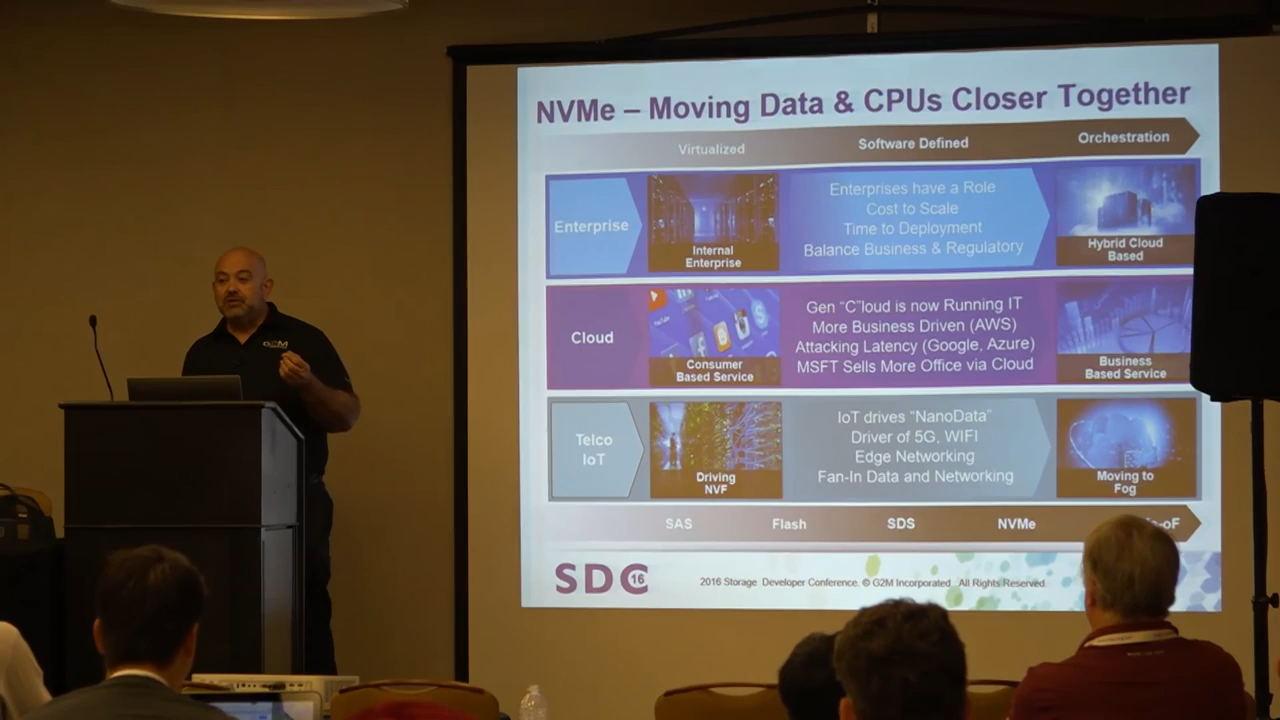 NVMe – Moving Data & CPUs Closer Together
Virtualized
Software Defined
Orchestration
Enterprise
Internal
Enterprise
Enterprises have a Role
Cost to Scale
Time to Deployment
Balance Business & Regulatory
Hybrid Cloud
Based
Cloud
Consumer
Based Service
Gen “C”loud is now Running IT
More Business Driven (AWS)
Attacking Latency (Google, Azure)
MSFT Sells More Office via Cloud
Business
Based Service
Telco
IoT
Driving
NVF
IoT drives “NanoData”
Driver of 5G, WIFI
Edge Networking
Fan-In Data and Networking
Moving to
Fog
SAS
Flash
SDS
NVMe
-oF
SDC 16
2016 Storage Developer Conference. © G2M Incorporated. All Rights Reserved.
G2M